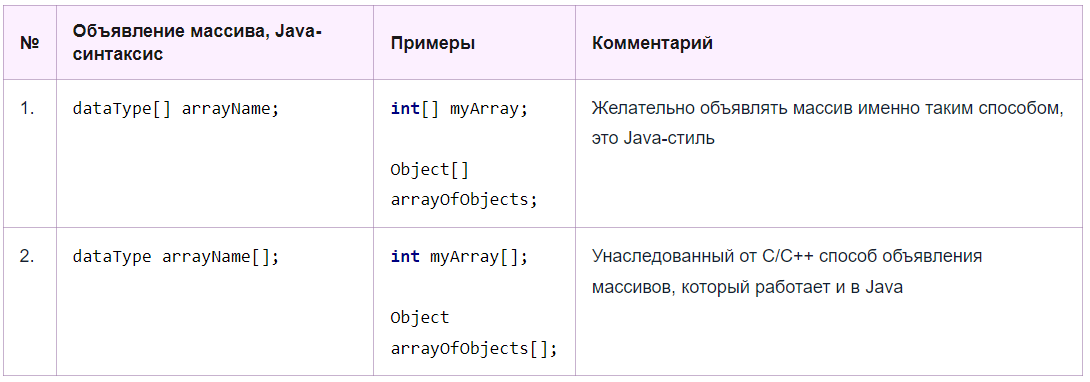 №
Объявление массива, Java-
синтаксис
Примеры
Комментарий
1.
dataType[] arrayName;
int[] myArray;
Object[]
arrayOfObjects;
Желательно объявлять массив именно таким способом,
это Java-стиль
2.
dataType arrayName[];
int myArray[];
Object
arrayOfObjects[];
Унаследованный от С/С++ способ объявления
массивов, который работает и в Java